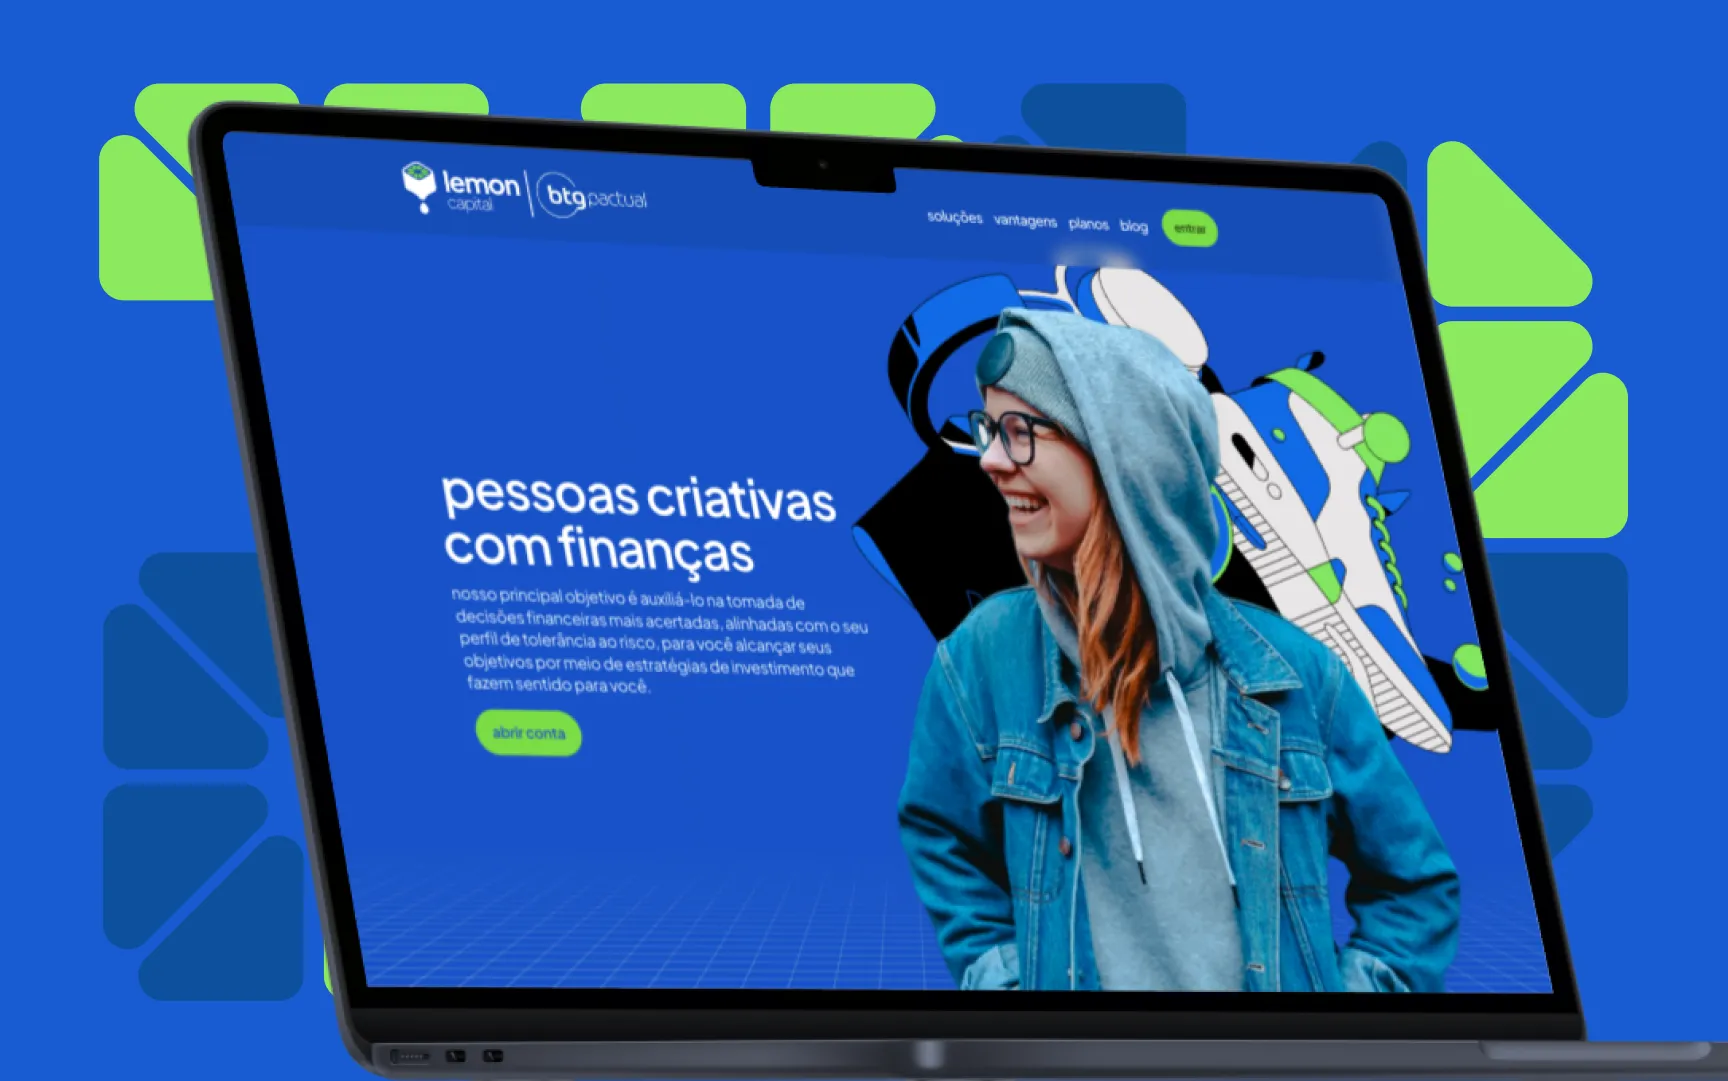 lemon
capital
btg pactual
soluções vantagens planos blog entrar
pessoas criativas
com finanças
nosso principal objetivo é auxiliá-lo na tomada de
decisões financeiras mais acertadas, alinhadas com o seu
perfil de tolerância ao risco, para você alcançar seus
objetivos por meio de estratégias de investimento que
fazem sentido para você.
abrir conta